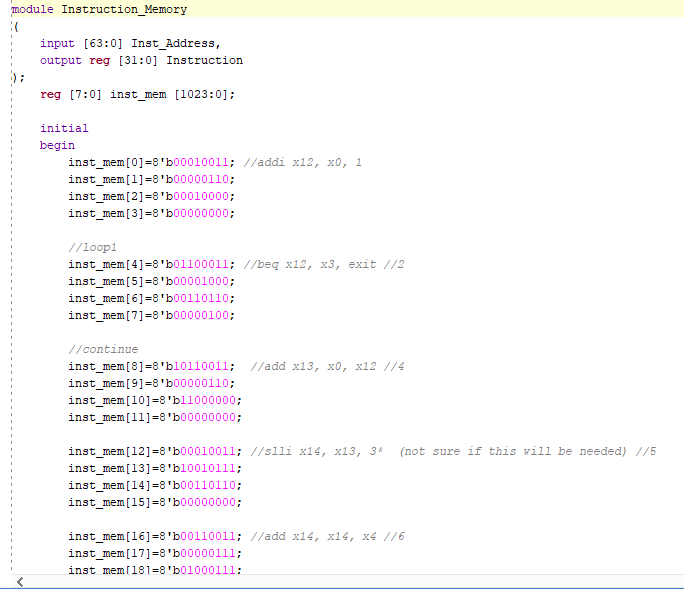 module Instruction_Memory
(
    input [63:0] Inst_Address,
    output reg [31:0] Instruction
);
    reg [7:0] inst_mem [1023:0];
    initial
    begin
        inst_mem[0]=8'b00010011; //addi x12, x0, 1
        inst_mem[1]=8'b00000110;
        inst_mem[2]=8'b00010000;
        inst_mem[3]=8'b00000000;
        //loop1
        inst_mem[4]=8'b01100011; //beq x12, x3, exit //2
        inst_mem[5]=8'b00001000;
        inst_mem[6]=8'b00110110;
        inst_mem[7]=8'b00000100;
        //continue
        inst_mem[8]=8'b10110011;  //add x13, x0, x12 //4
        inst_mem[9]=8'b00000110;
        inst_mem[10]=8'b11000000;
        inst_mem[11]=8'b00000000;
        inst_mem[12]=8'b00010011; //slli x14, x13, 3*  (not sure if this will be needed) //5
        inst_mem[13]=8'b10010111;
        inst_mem[14]=8'b00110110;
        inst_mem[15]=8'b00000000;
        inst_mem[16]=8'b00110011; //add x14, x14, x4 //6
        inst_mem[17]=8'b00000111;
        inst_mem[18]=8'b01000111;